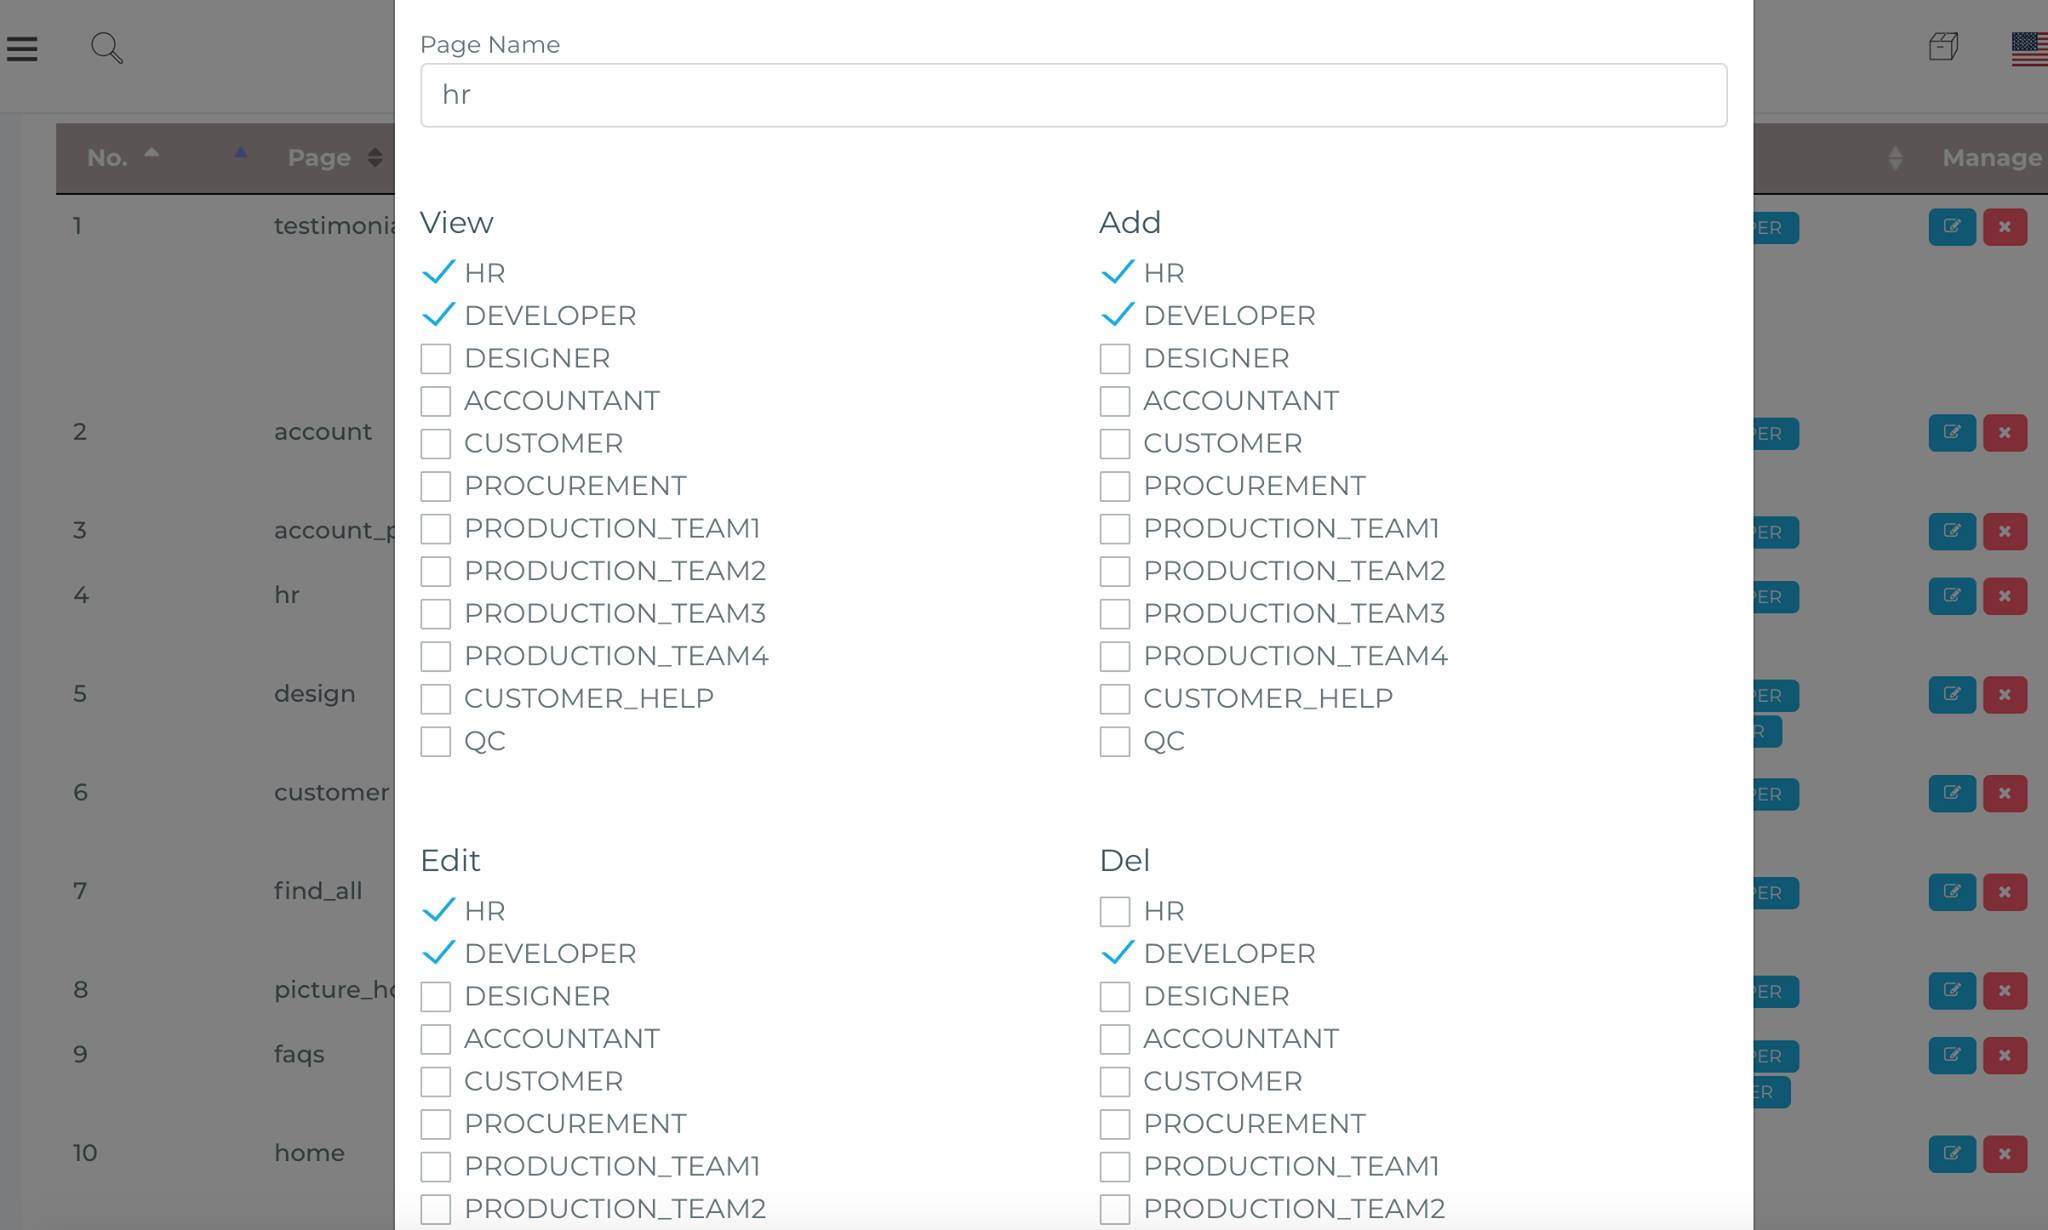 Page Name
hr
No.
Page
Manage
View
HR
DEVELOPER
DESIGNER
ACCOUNTANT
CUSTOMER
PROCUREMENT
PRODUCTION_TEAM1
PRODUCTION_TEAM2
PRODUCTION_TEAM3
PRODUCTION_TEAM4
CUSTOMER_HELP
QC
Add
HR
DEVELOPER
DESIGNER
ACCOUNTANT
CUSTOMER
PROCUREMENT
PRODUCTION_TEAM1
PRODUCTION_TEAM2
PRODUCTION_TEAM3
PRODUCTION_TEAM4
CUSTOMER_HELP
QC
Edit
HR
DEVELOPER
DESIGNER
ACCOUNTANT
CUSTOMER
PROCUREMENT
PRODUCTION_TEAM1
PRODUCTION_TEAM2
Del
HR
DEVELOPER
DESIGNER
ACCOUNTANT
CUSTOMER
PROCUREMENT
PRODUCTION_TEAM1
PRODUCTION_TEAM2
1
2 account
3
4 hr
5 design
6 customer
7 find_all
8
9 faqs
10 home